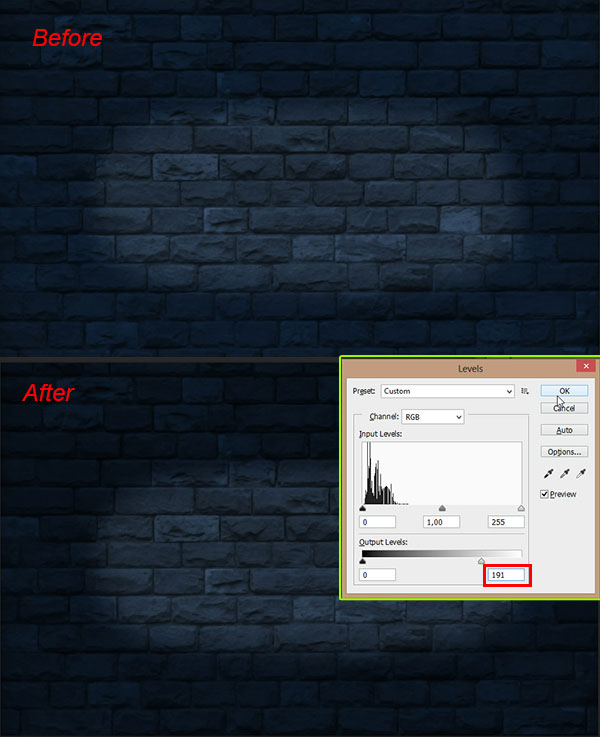 Before
After
Levels
Preset: Custom
OK
Cancel
Auto
Options...
Preview
Channel: RGB
Input Levels:
0 1,00 255
Output Levels:
0 191